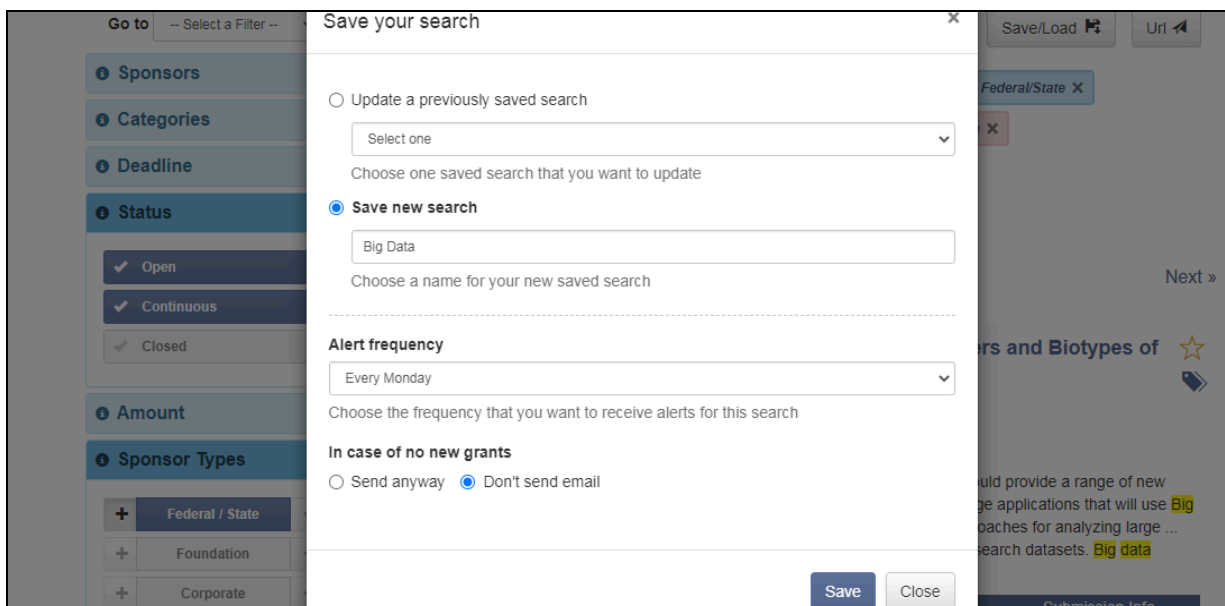 Go to
-- Select a Filter --
Sponsors
Categories
Deadline
Status
Open
Continuous
Closed
Amount
Sponsor Types
Federal / State
Foundation
Corporate
Save your search
×
Update a previously saved search
Select one
Choose one saved search that you want to update
Save new search
Big Data
Choose a name for your new saved search
Alert frequency
Every Monday
Choose the frequency that you want to receive alerts for this search
In case of no new grants
Send anyway
Don't send email
Save
Close
Save/Load
Url
Federal/State
Next »
and Biotypes of
provide a range of new
applications that will use Big
for analyzing large ...
datasets. Big data
Submission Info